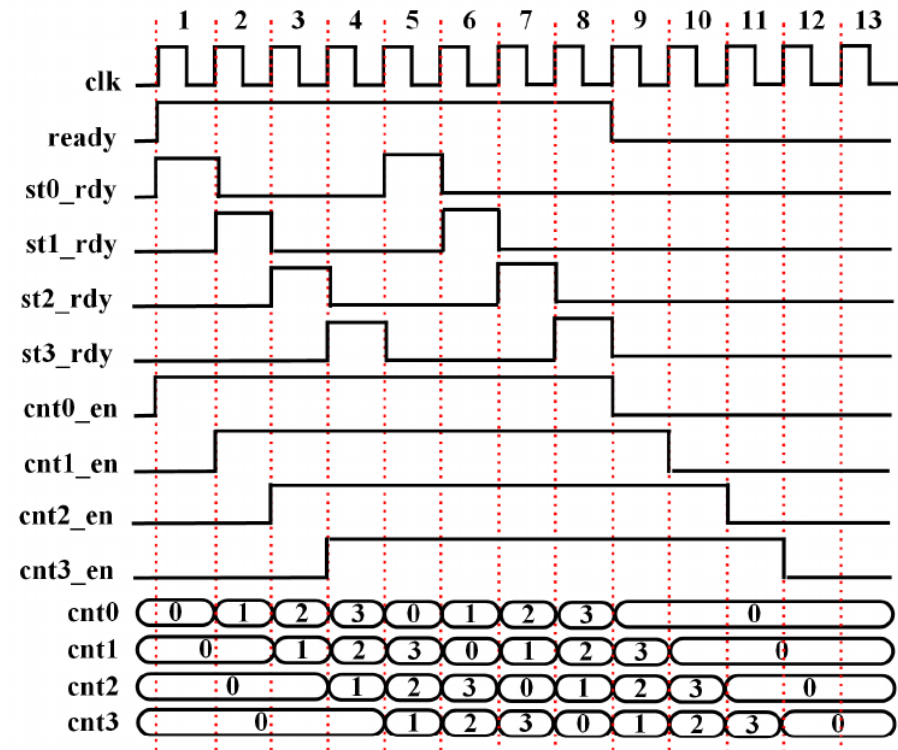 1 2 3 4 5 6 7 8 9 10 11 12 13
clk
ready
st0_rdy
st1_rdy
st2_rdy
st3_rdy
cnt0_en
cnt1_en
cnt2_en
cnt3_en
cnt0 0 1 2 3 0 1 2 3 0
cnt1 0 1 2 3 0 1 2 3 0
cnt2 0 1 2 3 0 1 2 3 0
cnt3 0 1 2 3 0 1 2 3 0